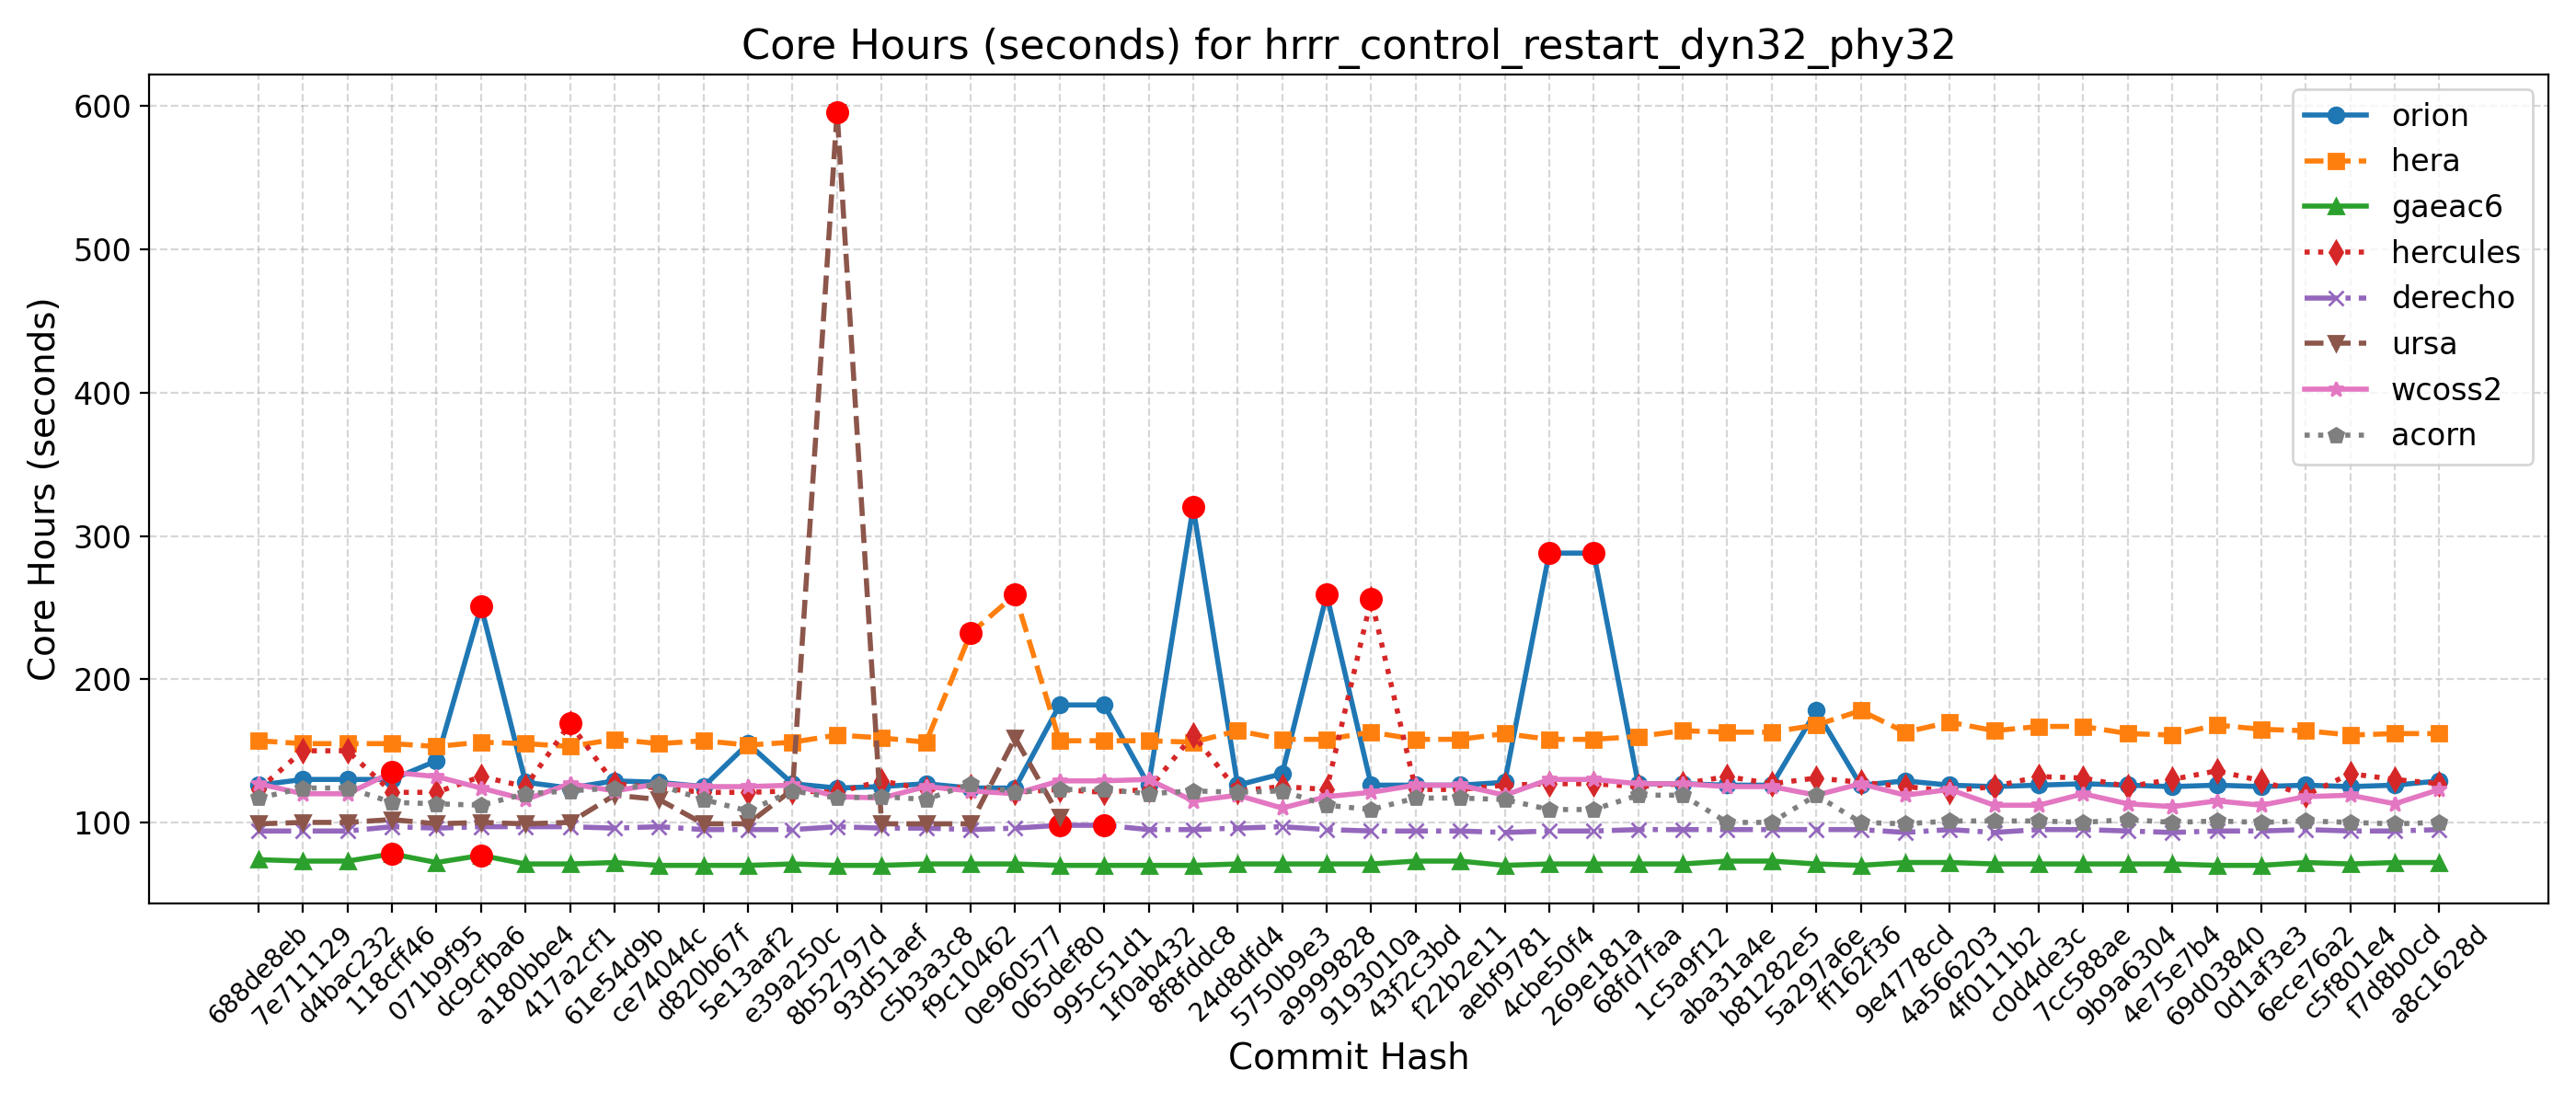 Core Hours (seconds) for hrrr_control_restart_dyn32_phy32
Core Hours (seconds)
600
500
400
300
200
100
orion
hera
gaeac6
hercules
derecho
ursa
wcoss2
acorn
688de8eb
7e711129
d4bac232
118cff46
071b9f95
dc9cfba6
a180bbe4
417a2cf1
61e54d9b
ce74044c
d820b67f
5e13aaf2
e39a250c
8b52797d
93d51aef
c5b3a3c8
f9c10462
0e960577
065def80
995c51d1
1f0ab432
8f8fddc8
24d8dfd4
5750b9e3
a9999828
9193010a
43f2c3bd
f22b2e11
aebf9781
4cbe50f4
269e181a
68fd7faa
1c5a9f12
aba31a4e
b81282e5
5a297a6e
ff162f36
9e4778cd
4a566203
4f0111b2
c0d4de3c
7cc588ae
9b9a6304
4e75e7b4
69d03840
0d1af3e3
6ece76a2
c5f801e4
f7d8b0cd
a8c1628d
Commit Hash